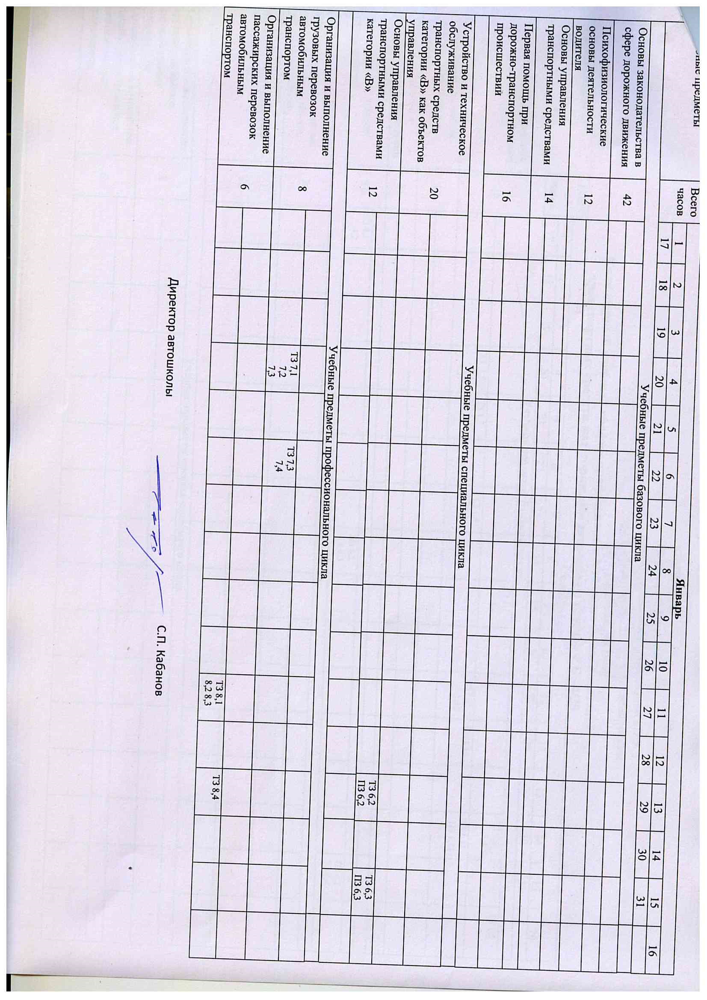 предметы
Всего
часов
Январь
1 2 3 4 5 6 7 8 9 10 11 12 13 14 15 16
17 18 19 20 21 22 23 24 25 26 27 28 29 30 31
Учебные предметы базового цикла
Основы законодательства в
сфере дорожного движения
42
Психофизиологические
основы деятельности
водителя
12
Основы управления
транспортными средствами
14
Первая помощь при
дорожно-транспортном
происшествий
16
Учебные предметы специального цикла
Устройство и техническое
обслуживание
транспортных средств
категории «В» как объектов
управления
20
Основы управления
транспортными средствами
категории «В»
12
ТЗ 6,2
ПЗ 6,2
ТЗ 6,3
ПЗ 6,3
Учебные предметы профессионального цикла
Организация и выполнение
грузовых перевозок
автомобильным
транспортом
8
ТЗ 7,1
7,2
7,3
ТЗ 7,3
7,4
Организация и выполнение
пассажирских перевозок
автомобильным
транспортом
6
ТЗ 8,1
8,2 8,3
ТЗ 8,4
Директор автошколы
С.П. Кабанов